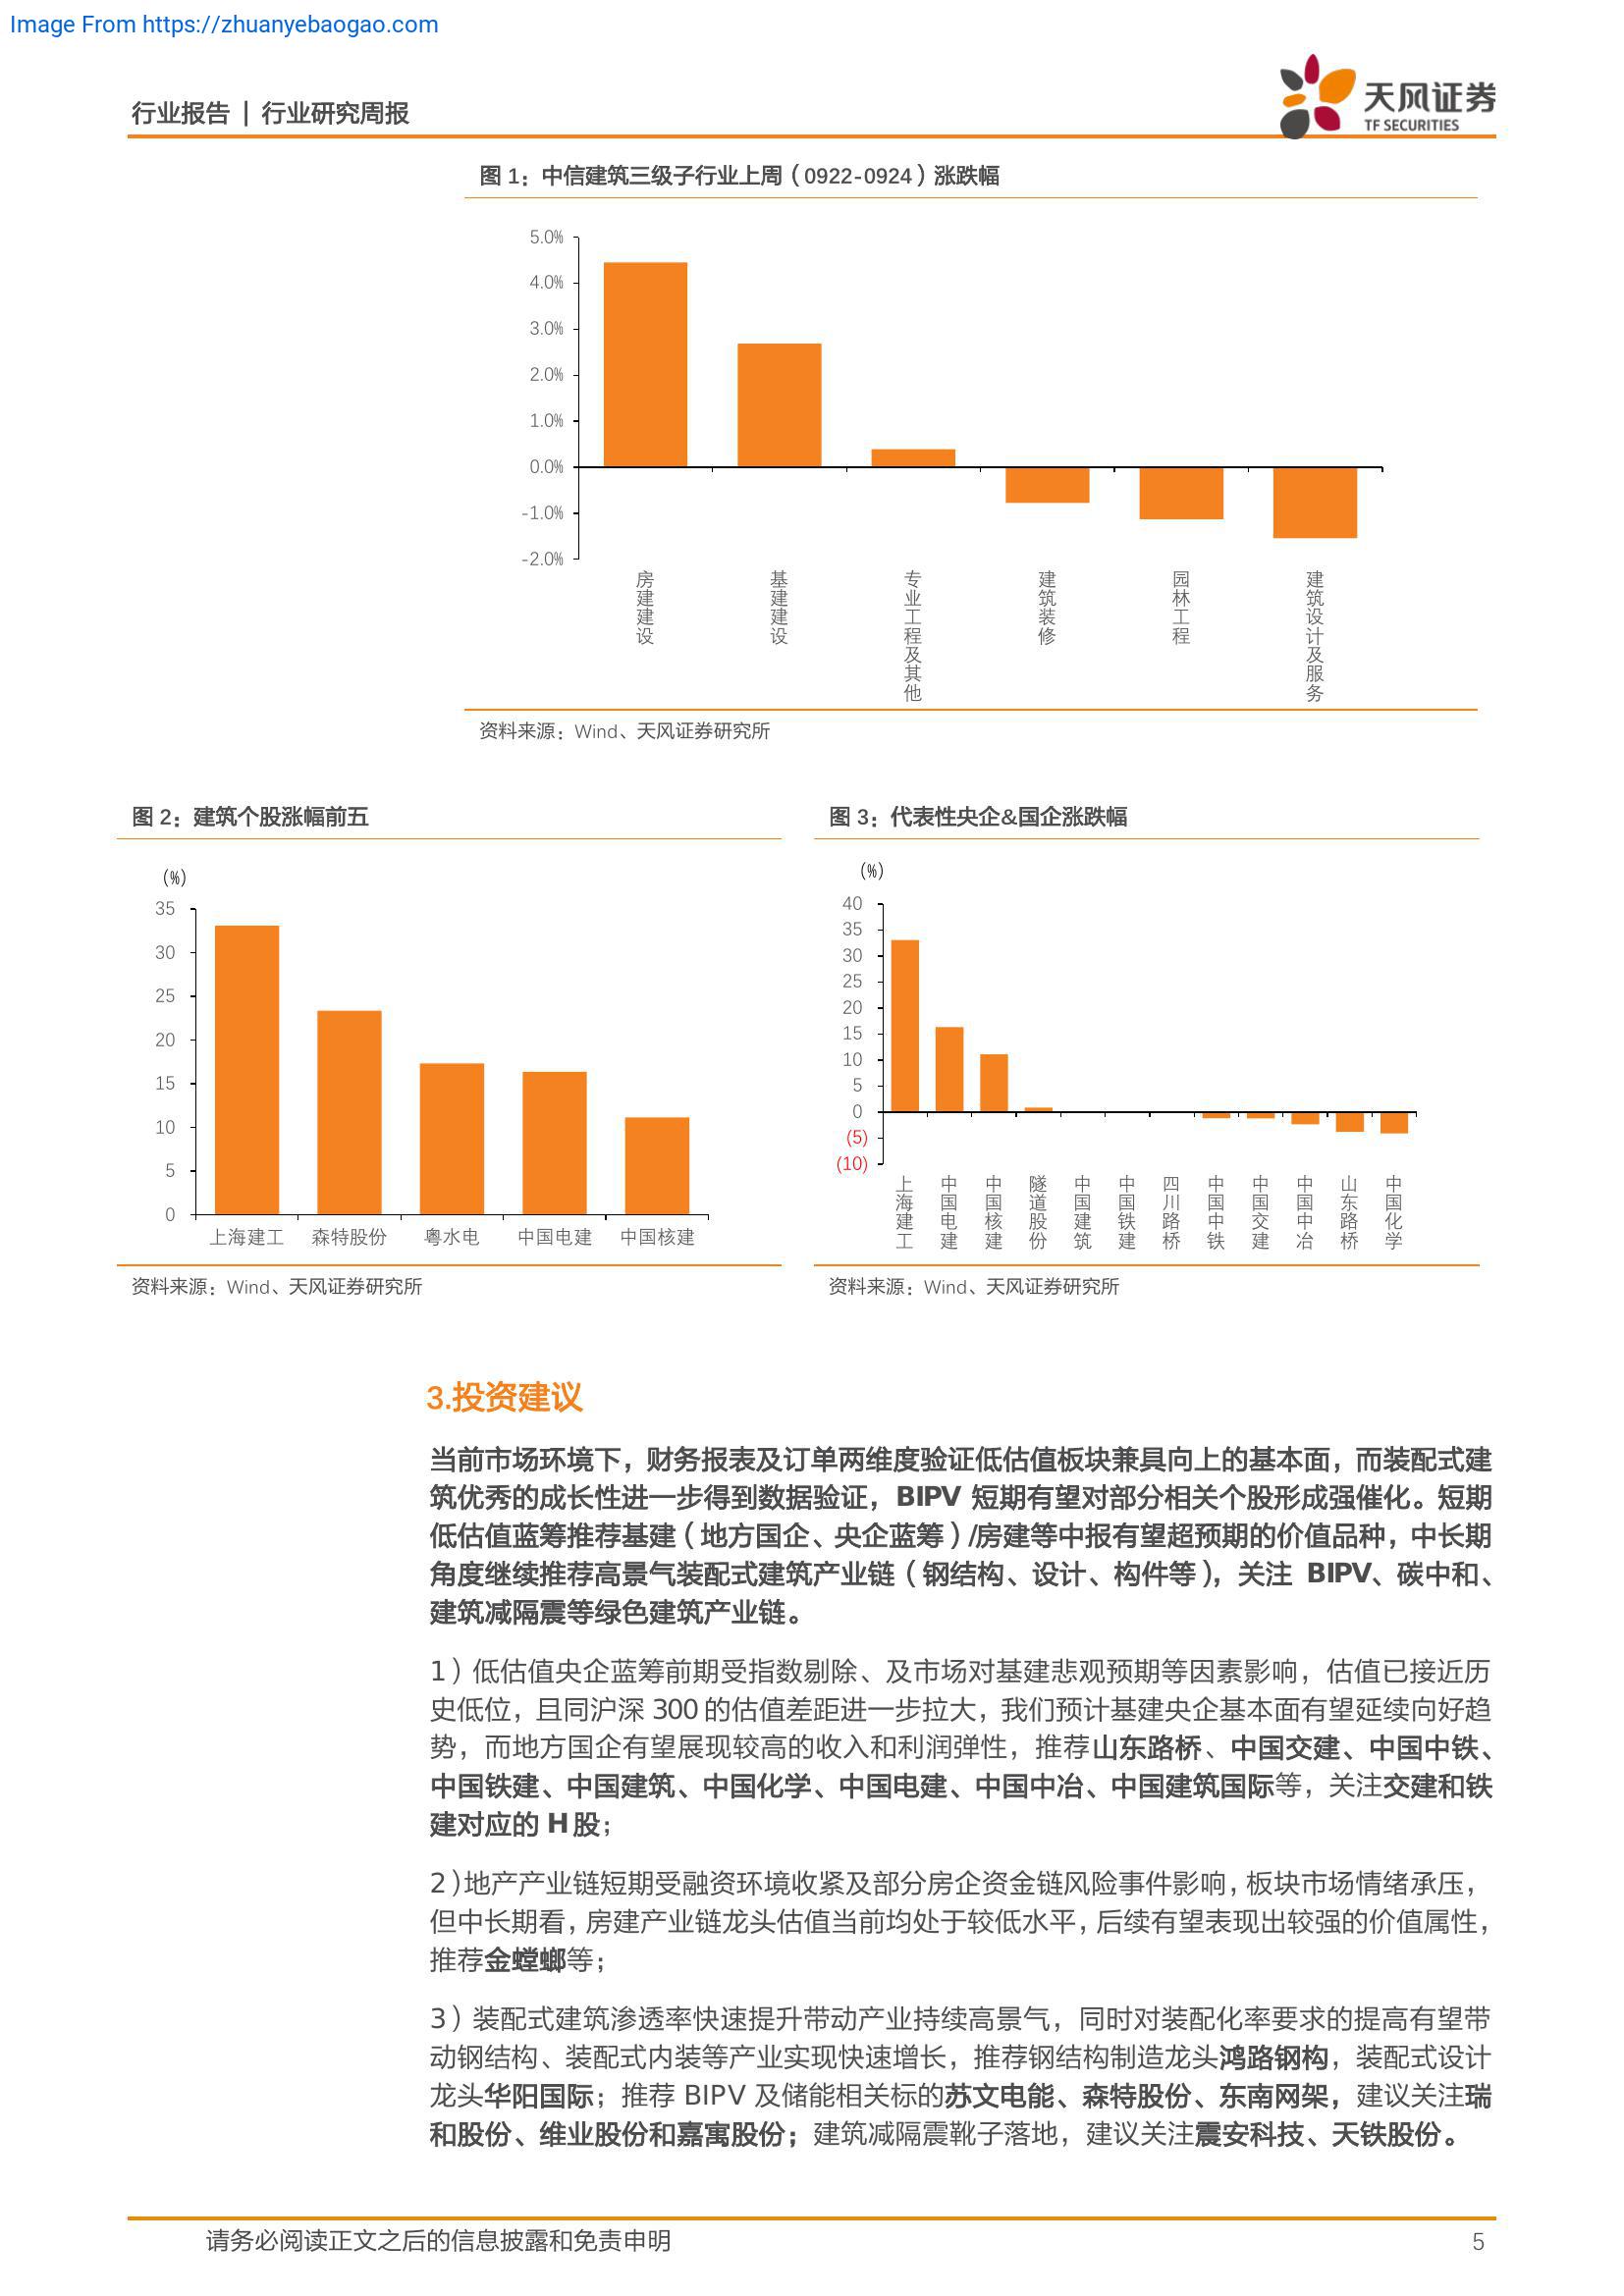 Image From https://zhuanyebaogao.com
行业报告 | 行业研究周报
天风证券
TF SECURITIES
图 1：中信建筑三级子行业上周（0922-0924）涨跌幅
5.0%
4.0%
3.0%
2.0%
1.0%
0.0%
-1.0%
-2.0%
房建建设
基建建设
专业工程及其他
建筑装修
园林工程
建筑设计及服务
资料来源：Wind、天风证券研究所
图 2：建筑个股涨幅前五
(%)
35
30
25
20
15
10
5
0
上海建工 森特股份 粤水电 中国电建 中国核建
资料来源：Wind、天风证券研究所
图 3：代表性央企&国企涨跌幅
(%)
40
35
30
25
20
15
10
5
0
(5)
(10)
上海建工
中国电建
中国核建
隧道股份
中国建筑
中国铁建
四川路桥
中国中铁
中国交建
中国中冶
山东路桥
中国化学
资料来源：Wind、天风证券研究所
3.投资建议
当前市场环境下，财务报表及订单两维度验证低估值板块兼具向上的基本面，而装配式建
筑优秀的成长性进一步得到数据验证，BIPV 短期有望对部分相关个股形成强催化。短期
低估值蓝筹推荐基建（地方国企、央企蓝筹）/房建等中报有望超预期的价值品种，中长期
角度继续推荐高景气装配式建筑产业链（钢结构、设计、构件等），关注 BIPV、碳中和、
建筑减隔震等绿色建筑产业链。
1）低估值央企蓝筹前期受指数剔除、及市场对基建悲观预期等因素影响，估值已接近历
史低位，且同沪深 300 的估值差距进一步拉大，我们预计基建央企基本面有望延续向好趋
势，而地方国企有望展现较高的收入和利润弹性，推荐山东路桥、中国交建、中国中铁、
中国铁建、中国建筑、中国化学、中国电建、中国中冶、中国建筑国际等，关注交建和铁
建对应的 H 股；
2）地产产业链短期受融资环境收紧及部分房企资金链风险事件影响，板块市场情绪承压，
但中长期看，房建产业链龙头估值当前均处于较低水平，后续有望表现出较强的价值属性，
推荐金螳螂等；
3）装配式建筑渗透率快速提升带动产业持续高景气，同时对装配化率要求的提高有望带
动钢结构、装配式内装等产业实现快速增长，推荐钢结构制造龙头鸿路钢构，装配式设计
龙头华阳国际；推荐 BIPV 及储能相关标的苏文电能、森特股份、东南网架，建议关注瑞
和股份、维业股份和嘉寓股份；建筑减隔震靴子落地，建议关注震安科技、天铁股份。
请务必阅读正文之后的信息披露和免责申明
5